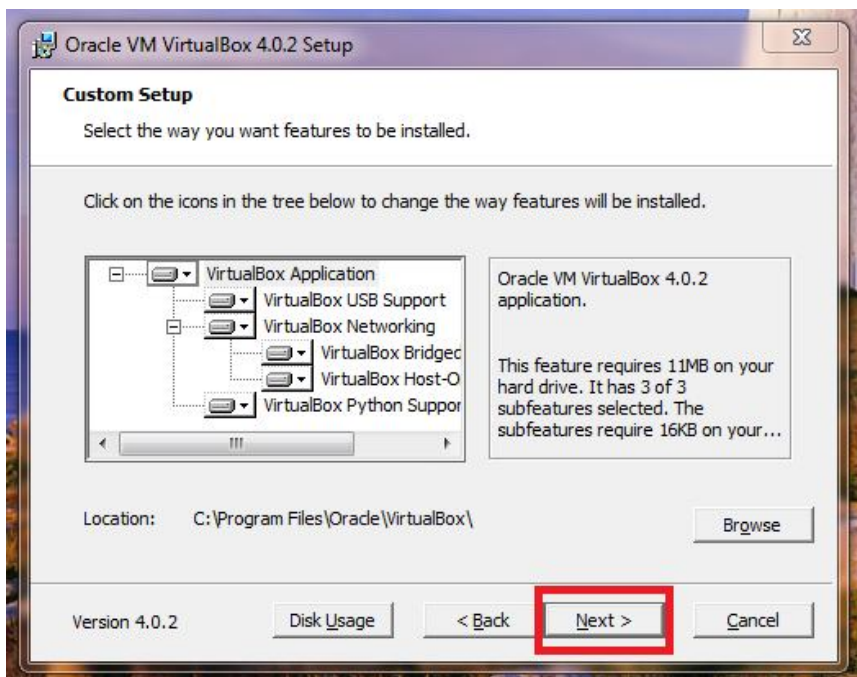 Oracle VM VirtualBox 4.0.2 Setup
Custom Setup
Select the way you want features to be installed.
Click on the icons in the tree below to change the way features will be installed.
VirtualBox Application
VirtualBox USB Support
VirtualBox Networking
VirtualBox Bridged
VirtualBox Host-O
VirtualBox Python Suppor
Oracle VM VirtualBox 4.0.2
application.
This feature requires 11MB on your
hard drive. It has 3 of 3
subfeatures selected. The
subfeatures require 16KB on your...
Location: C:\Program Files\Oracle\VirtualBox\
Browse
Version 4.0.2
Disk Usage
< Back
Next >
Cancel